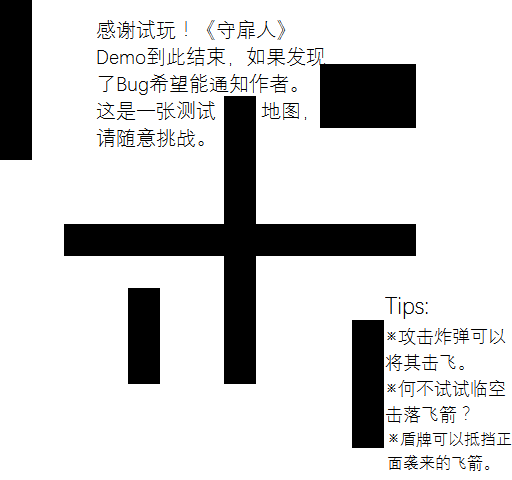 感谢试玩！《守扉人》
Demo到此结束，如果发现
了Bug希望能通知作者。
这是一张测试 地图，
请随意挑战。
Tips:
※攻击炸弹可以
将其击飞。
※何不试试临空
击落飞箭？
※盾牌可以抵挡正
面袭来的飞箭。